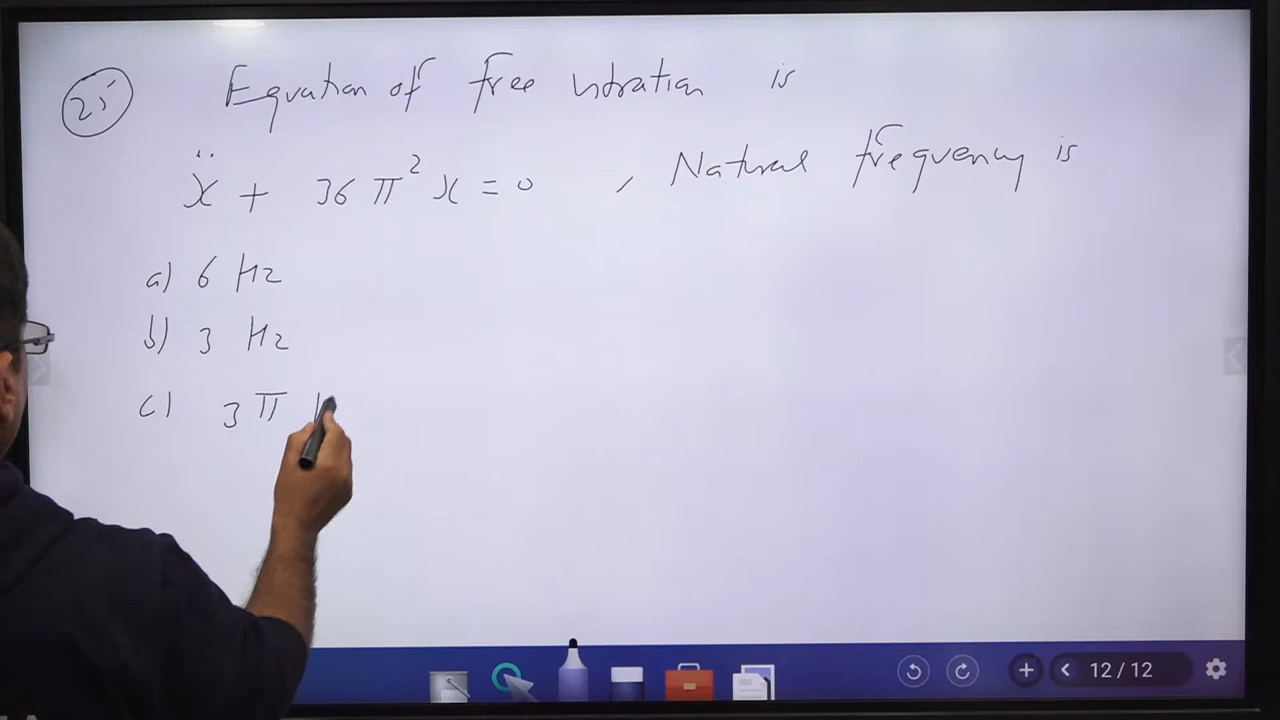 25
Equation of free vibration is
ẍ + 36 π² x = 0 , Natural frequency is
a) 6 Hz
b) 3 Hz
c) 3 π
12 / 12